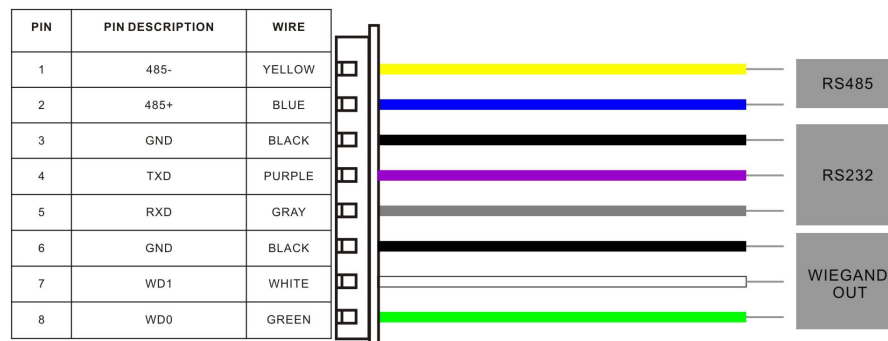 PIN PIN DESCRIPTION WIRE
1 485- YELLOW
2 485+ BLUE
3 GND BLACK
4 TXD PURPLE
5 RXD GRAY
6 GND BLACK
7 WD1 WHITE
8 WD0 GREEN
RS485
RS232
WIEGAND
OUT